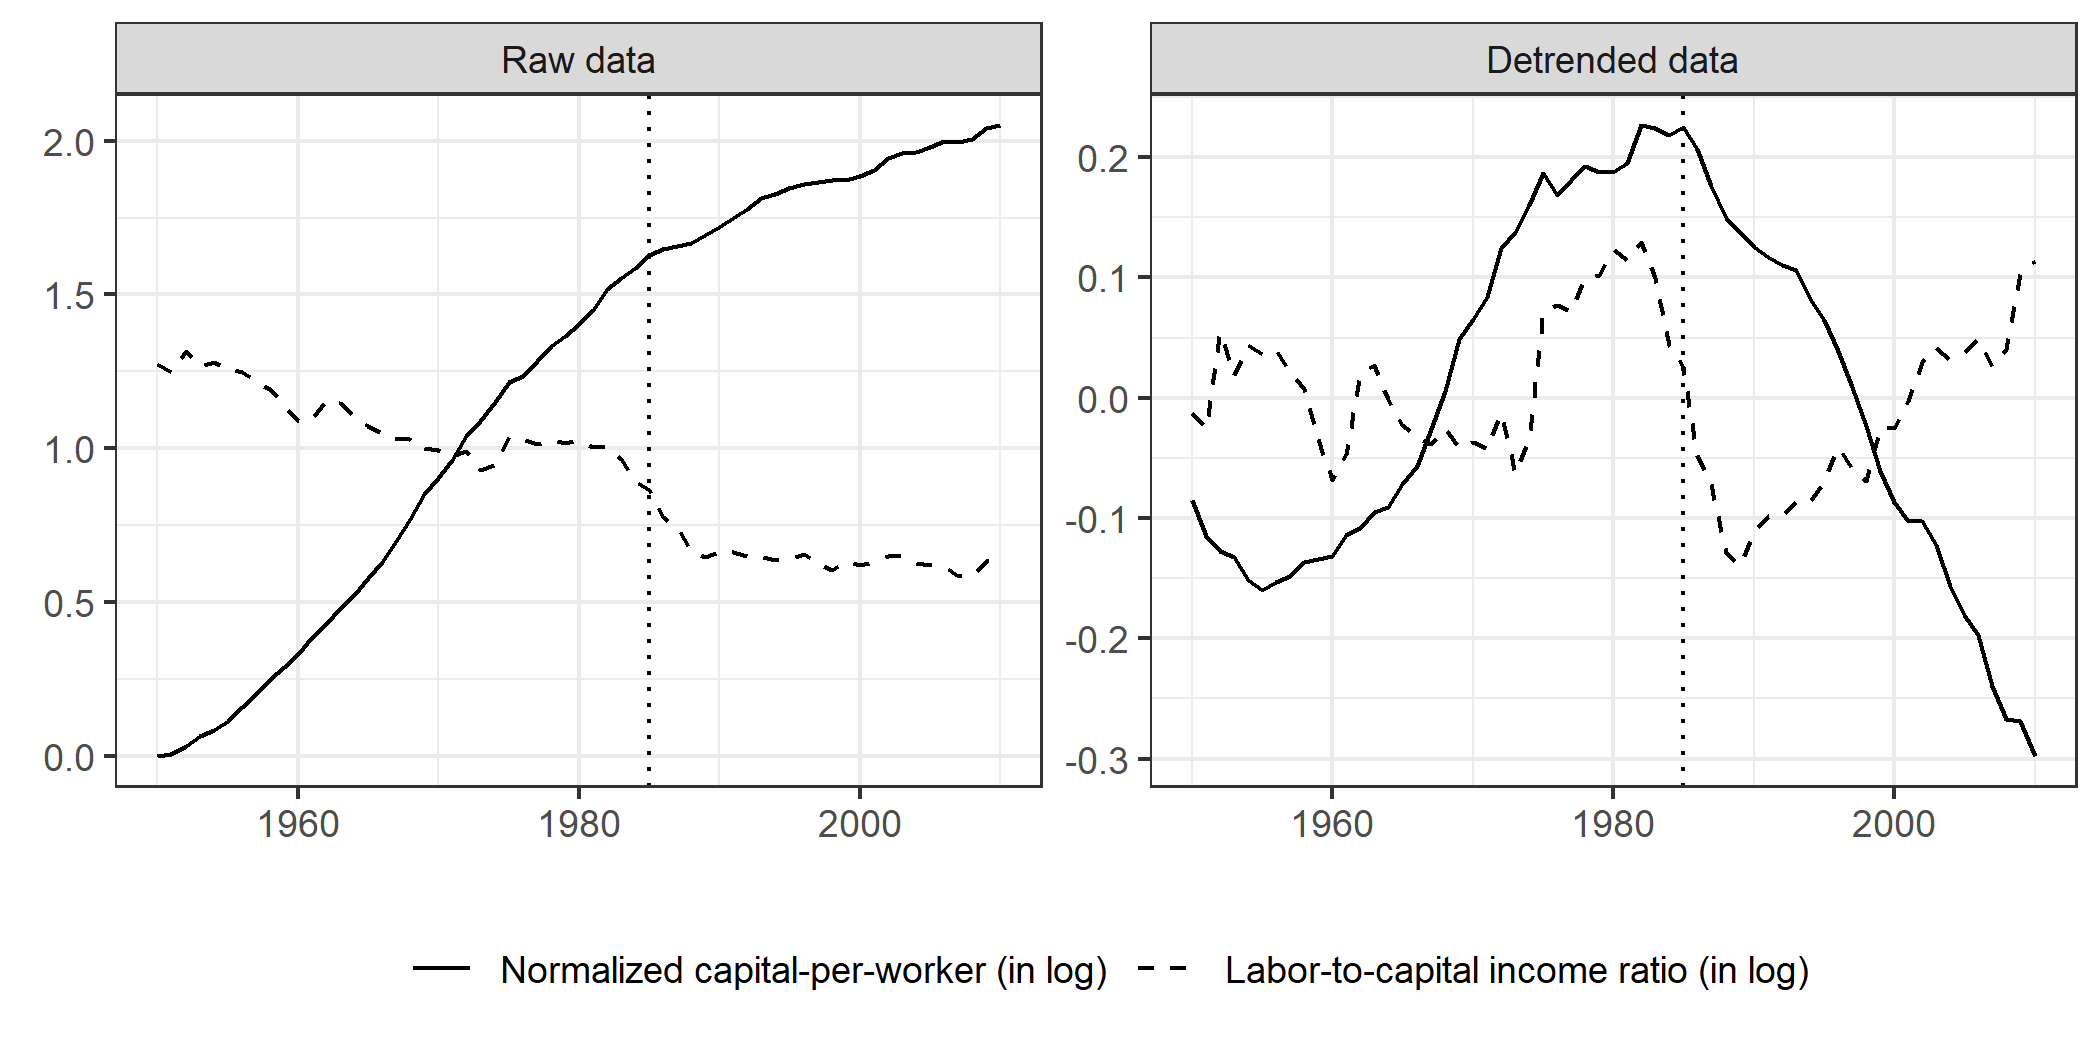 Raw data
Detrended data
2.0
1.5
1.0
0.5
0.0
0.2
0.1
0.0
-0.1
-0.2
-0.3
1960 1980 2000
1960 1980 2000
Normalized capital-per-worker (in log) Labor-to-capital income ratio (in log)